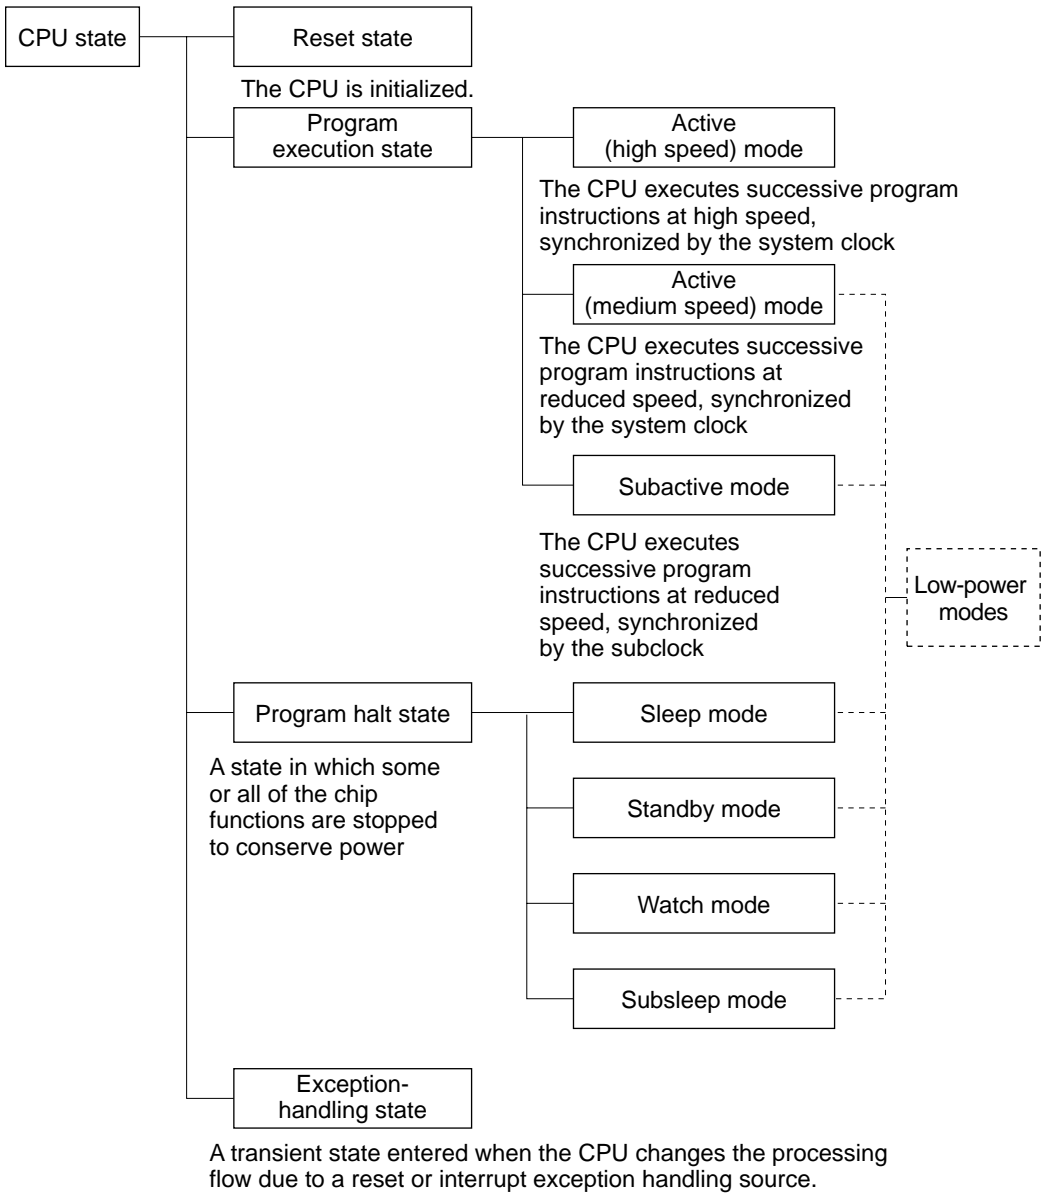 CPU state
Reset state
The CPU is initialized.
Program
execution state
Active
(high speed) mode
The CPU executes successive program
instructions at high speed,
synchronized by the system clock
Active
(medium speed) mode
The CPU executes successive
program instructions at
reduced speed, synchronized
by the system clock
Subactive mode
The CPU executes
successive program
instructions at reduced
speed, synchronized
by the subclock
Low-power
modes
Program halt state
A state in which some
or all of the chip
functions are stopped
to conserve power
Sleep mode
Standby mode
Watch mode
Subsleep mode
Exception-
handling state
A transient state entered when the CPU changes the processing
flow due to a reset or interrupt exception handling source.